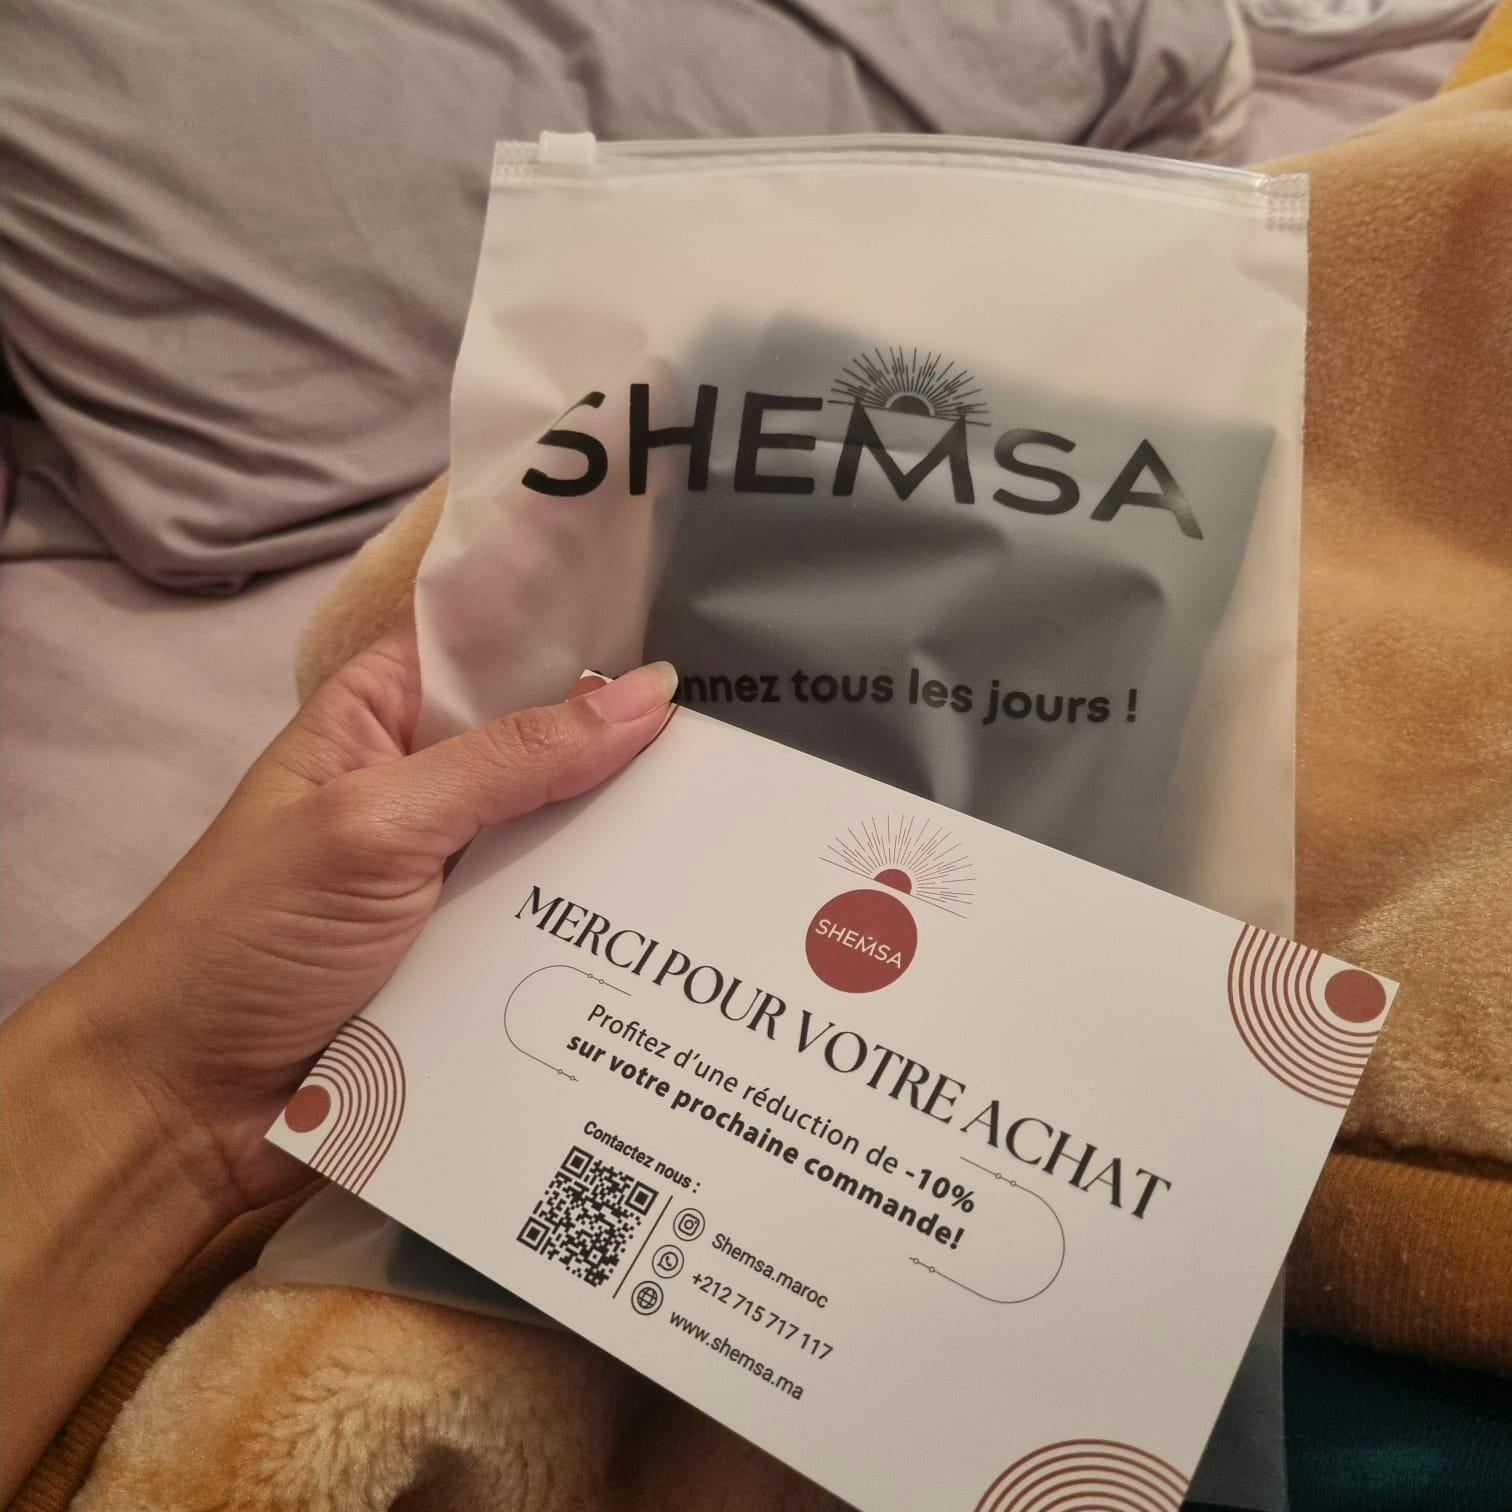 SHEMSA
tous les jours !
SHEMSA
MERCI POUR VOTRE ACHAT
Profitez d'une réduction de -10%
sur votre prochaine commande!
Contactez nous :
Shemsa.maroc
+212 715 717 117
www.shemsa.ma